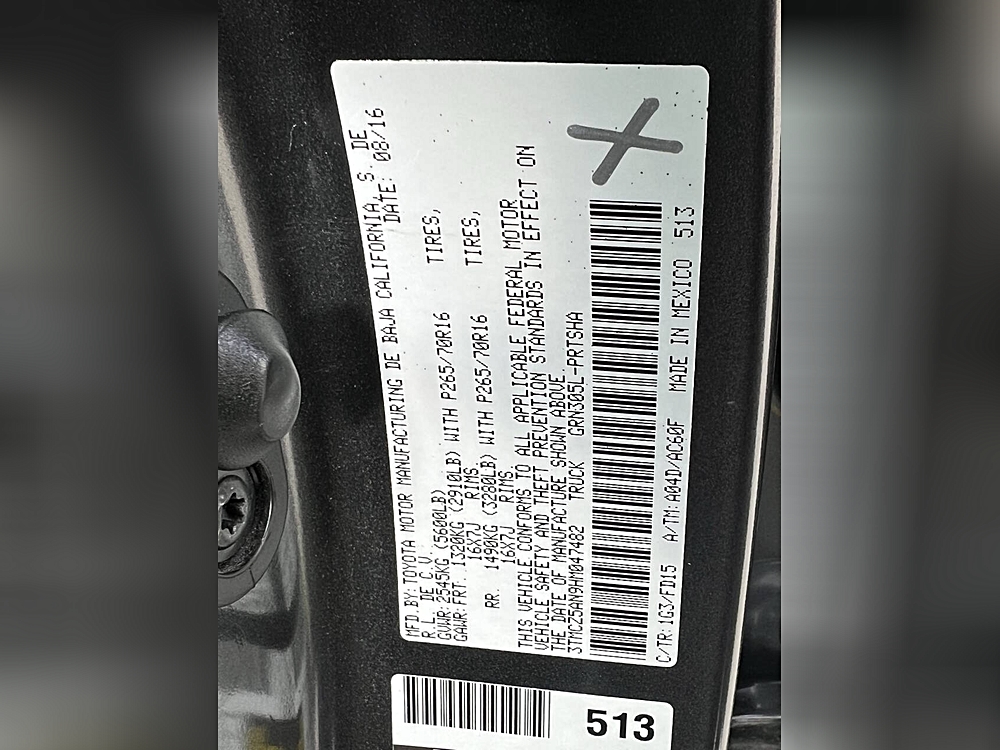 MFD. BY: TOYOTA MOTOR MANUFACTURING DE BAJA CALIFORNIA, S. DE
R.L. DE C.V. DATE: 08/16
GVWR: 2545KG (5600LB)
GAWR: FRT. 1320KG (2910LB) WITH P265/70R16 TIRES,
16X7J RIMS
RR. 1490KG (3280LB) WITH P265/70R16 TIRES,
16X7J RIMS
THIS VEHICLE CONFORMS TO ALL APPLICABLE FEDERAL MOTOR
VEHICLE SAFETY AND THEFT PREVENTION STANDARDS IN EFFECT ON
THE DATE OF MANUFACTURE SHOWN ABOVE.
3TMCZ5AN9HM047482 TRUCK GRN305L-PRTSHA
C/TR: 1G3/FD15 A/TM: A04D/AC60F MADE IN MEXICO 513
513